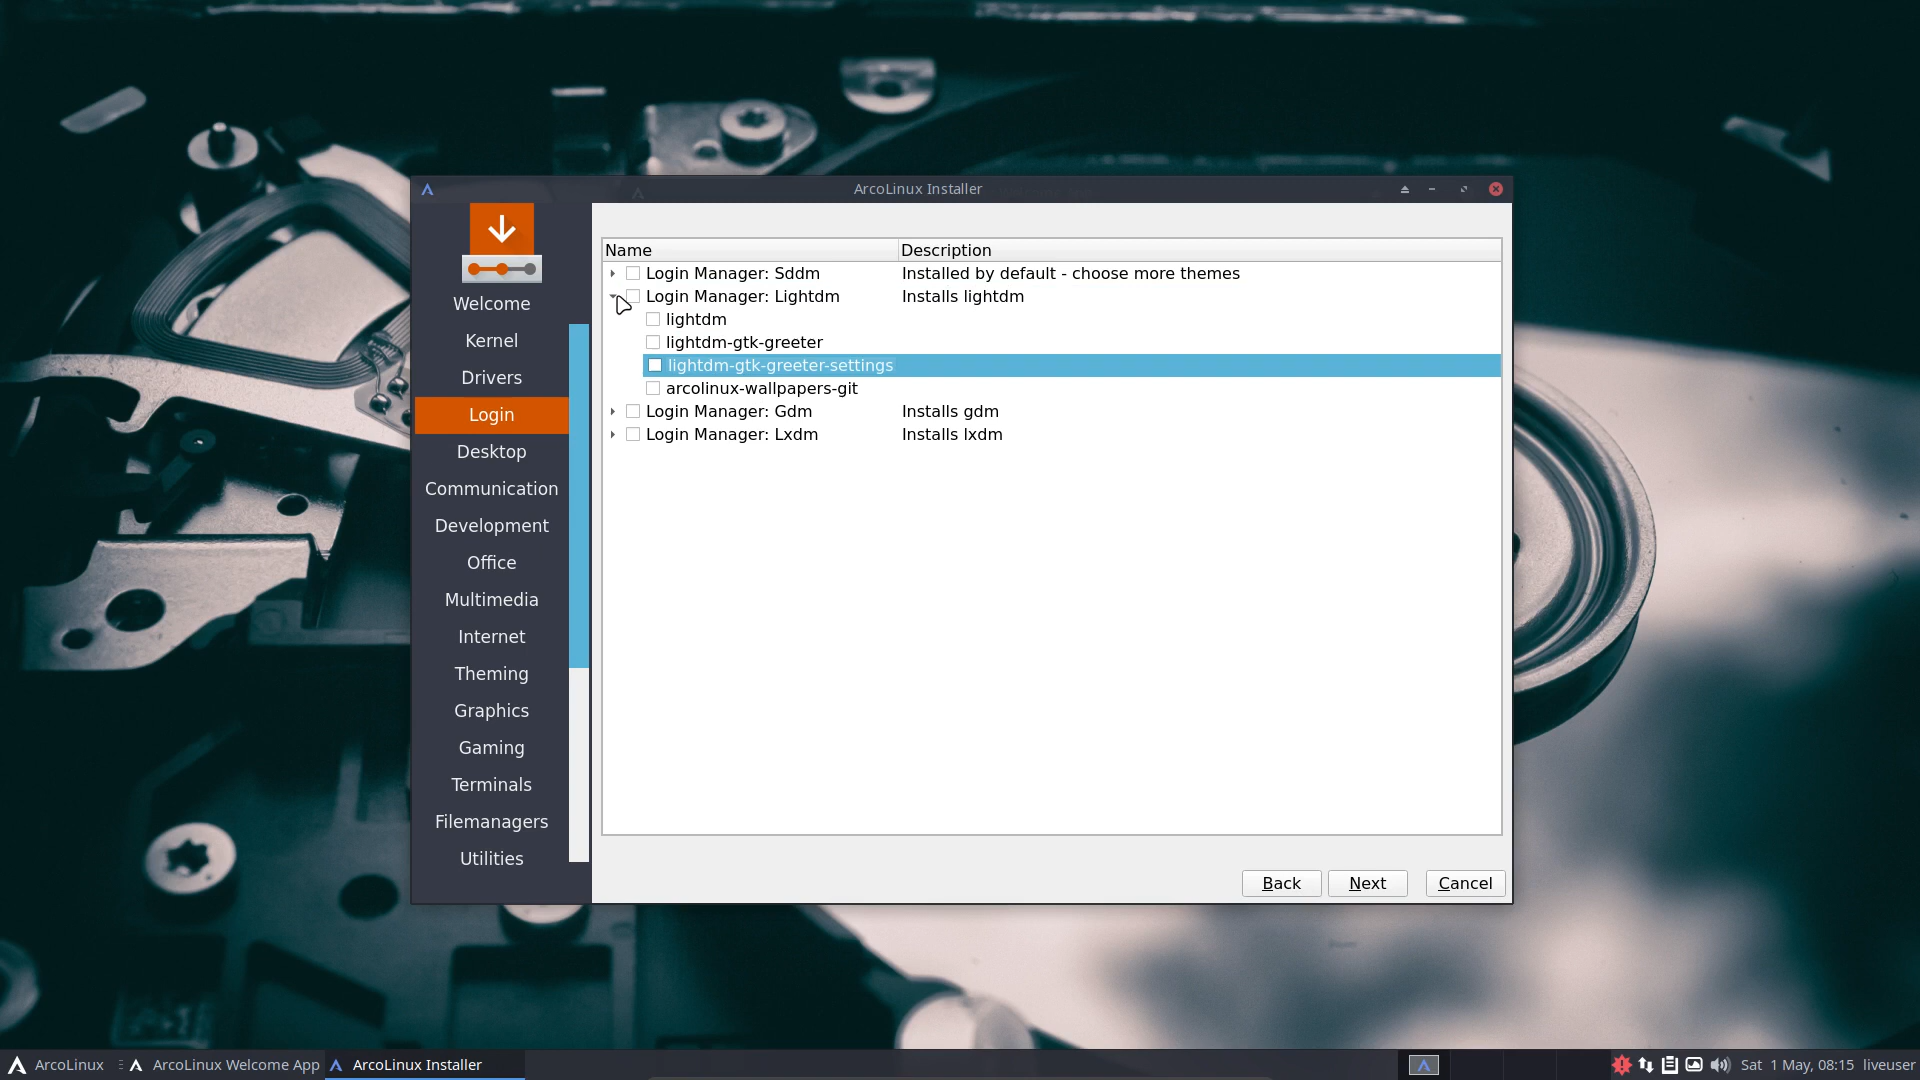 ArcoLinux Installer
Welcome
Kernel
Drivers
Login
Desktop
Communication
Development
Office
Multimedia
Internet
Theming
Graphics
Gaming
Terminals
Filemanagers
Utilities
Name Description
Login Manager: Sddm Installed by default - choose more themes
Login Manager: Lightdm Installs lightdm
lightdm
lightdm-gtk-greeter
lightdm-gtk-greeter-settings
arcolinux-wallpapers-git
Login Manager: Gdm Installs gdm
Login Manager: Lxdm Installs lxdm
Back Next Cancel
ArcoLinux ArcoLinux Welcome App ArcoLinux Installer Sat 1 May, 08:15 liveuser